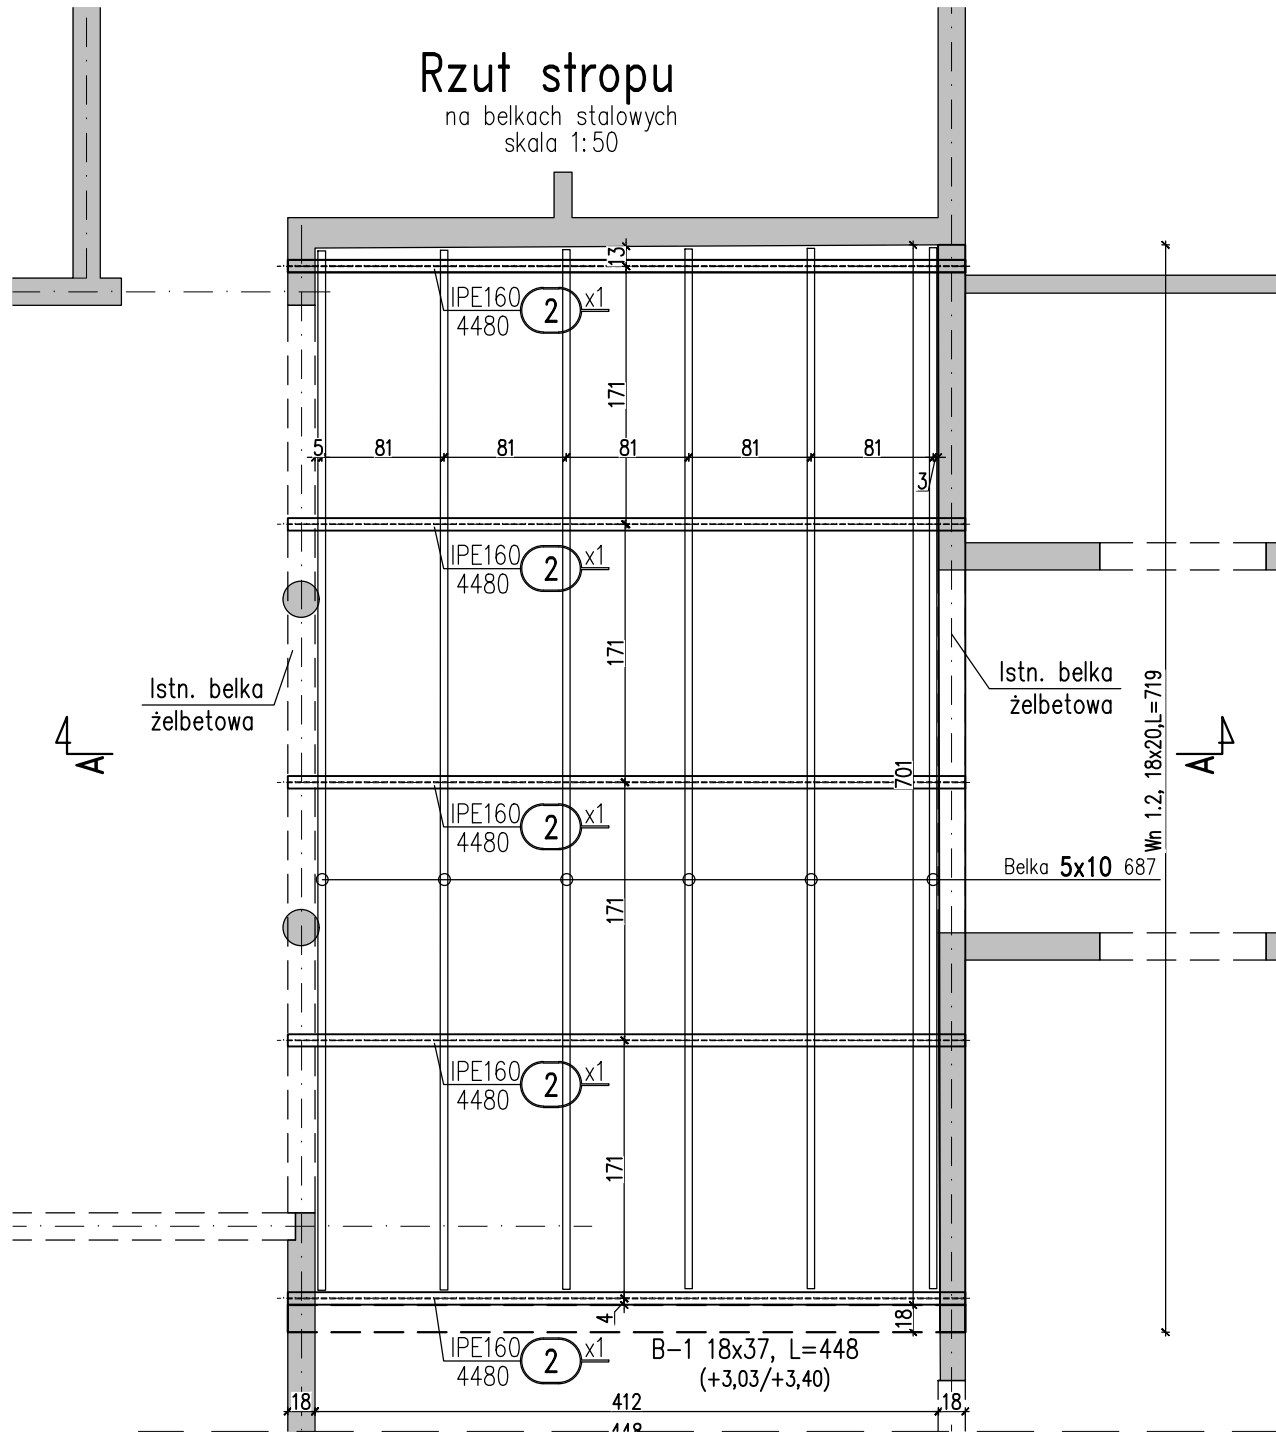 Rzut stropu
na belkach stalowych
skala 1:50
13
IPE160 2 x1
4480
171
5 81 81 81 81 81
3
IPE160 2 x1
4480
171
Istn. belka
żelbetowa
Istn. belka
żelbetowa
Wn 1.2, 18x20,L=719
A
A
701
IPE160 2 x1
4480
Belka 5x10 687
171
IPE160 2 x1
4480
171
4
18
IPE160 2 x1
4480
B-1 18x37, L=448
(+3,03/+3,40)
18 412 18
448